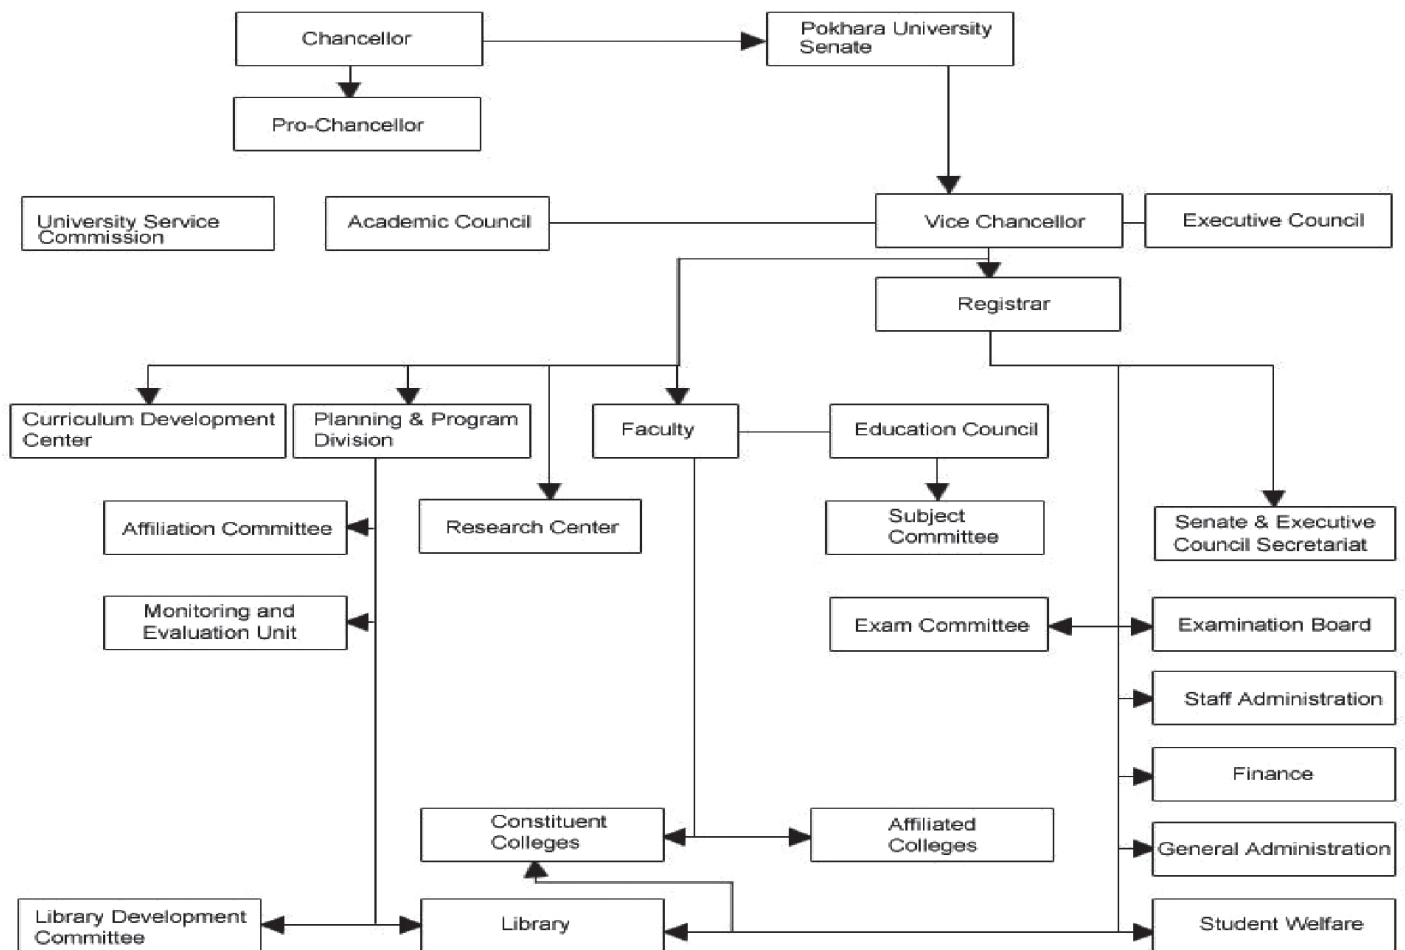 Chancellor
Pokhara University
Senate
Pro-Chancellor
University Service
Commission
Academic Council
Vice Chancellor
Executive Council
Registrar
Curriculum Development
Center
Planning & Program
Division
Faculty
Education Council
Affiliation Committee
Research Center
Subject
Committee
Senate & Executive
Council Secretariat
Monitoring and
Evaluation Unit
Exam Committee
Examination Board
Staff Administration
Finance
Constituent
Colleges
Affiliated
Colleges
General Administration
Library Development
Committee
Library
Student Welfare